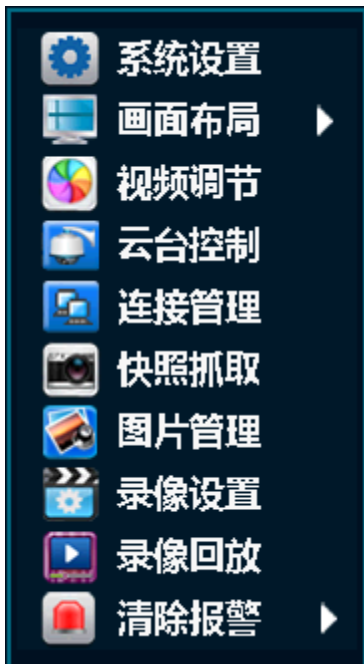 系统设置
画面布局
视频调节
云台控制
连接管理
快照抓取
图片管理
录像设置
录像回放
清除报警